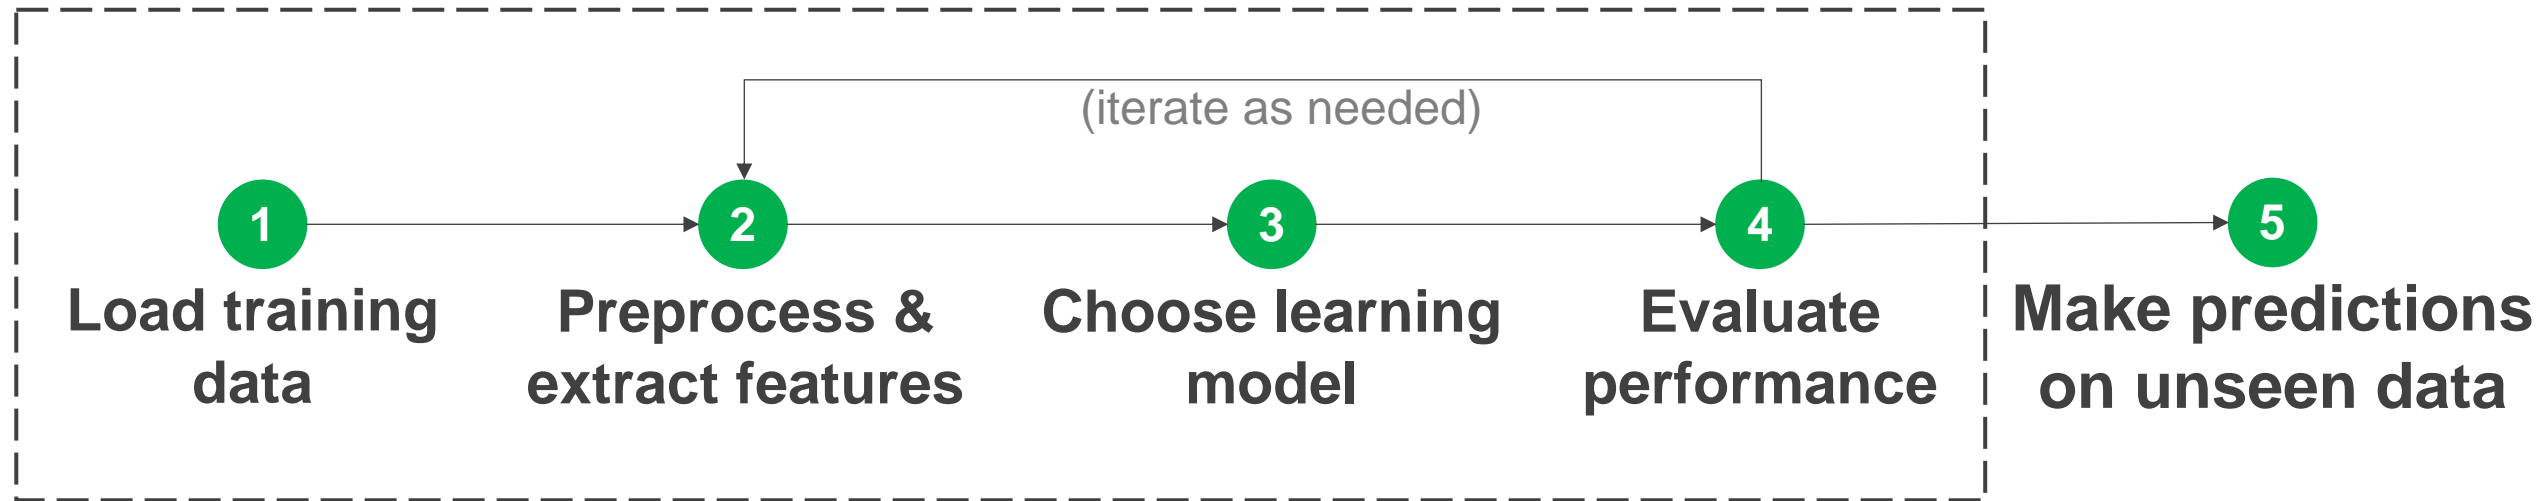 (iterate as needed)
1
2
3
4
5
Load training
data
Preprocess &
extract features
Choose learning
model
Evaluate
performance
Make predictions
on unseen data